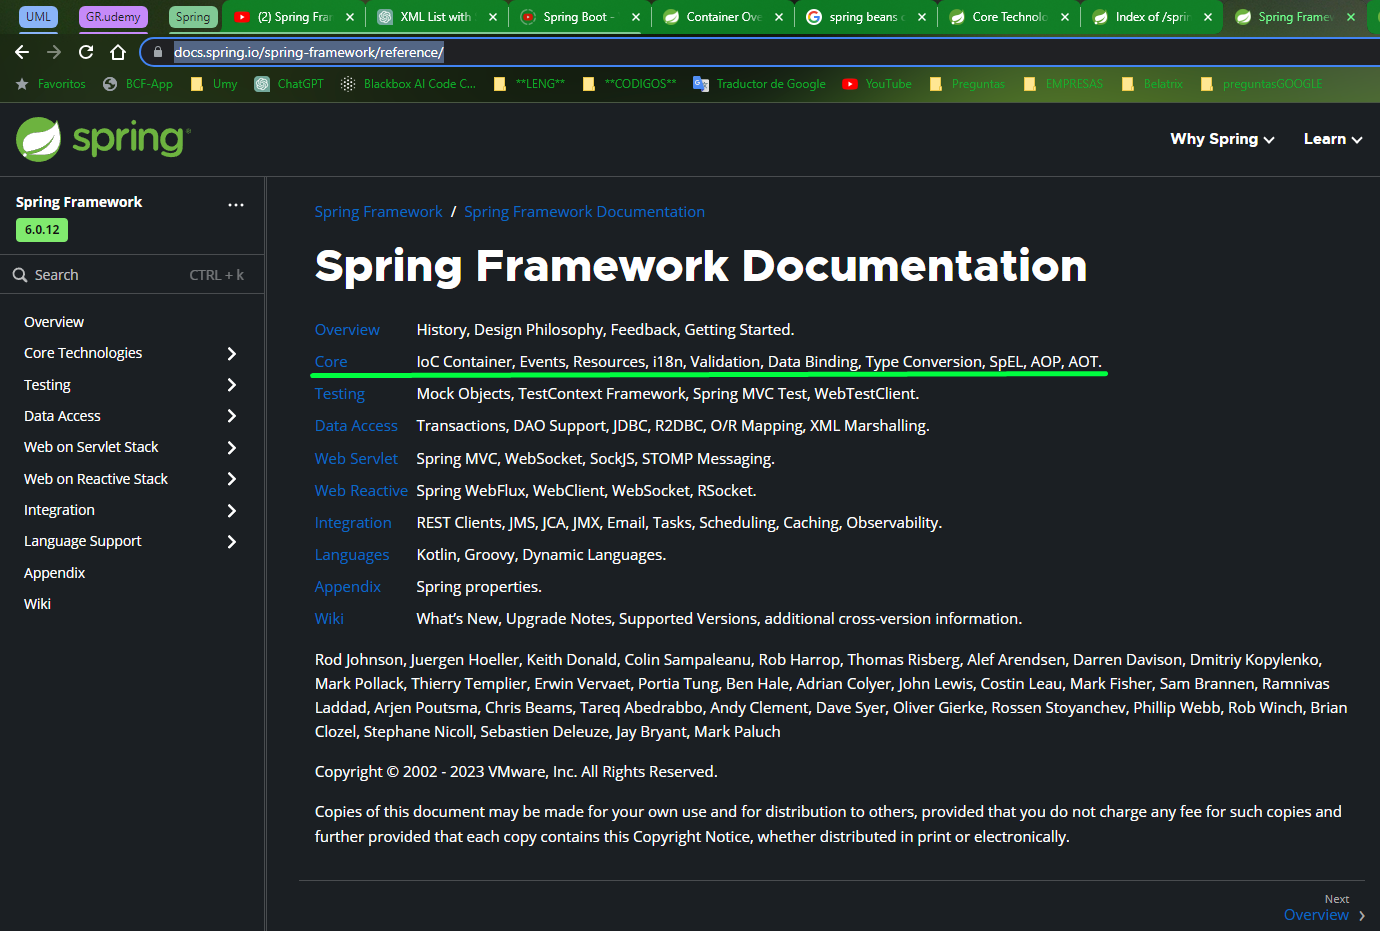 UML
GR.udemy
Spring
(2) Spring Fra
XML List with
Spring Boot -
Container Ove
spring beans
Core Technolo
Index of /sprin
Spring Framew
docs.spring.io/spring-framework/reference/
Favoritos
BCF-App
Umy
ChatGPT
Blackbox AI Code C...
**LENG**
**CODIGOS**
Traductor de Google
YouTube
Preguntas
EMPRESAS
Belatrix
preguntasGOOGLE
spring
Why Spring
Learn
Spring Framework
...
6.0.12
Search
CTRL + k
Overview
Core Technologies
Testing
Data Access
Web on Servlet Stack
Web on Reactive Stack
Integration
Language Support
Appendix
Wiki
Spring Framework / Spring Framework Documentation
Spring Framework Documentation
Overview History, Design Philosophy, Feedback, Getting Started.
Core IoC Container, Events, Resources, i18n, Validation, Data Binding, Type Conversion, SpEL, AOP, AOT.
Testing Mock Objects, TestContext Framework, Spring MVC Test, WebTestClient.
Data Access Transactions, DAO Support, JDBC, R2DBC, O/R Mapping, XML Marshalling.
Web Servlet Spring MVC, WebSocket, SockJS, STOMP Messaging.
Web Reactive Spring WebFlux, WebClient, WebSocket, RSocket.
Integration REST Clients, JMS, JCA, JMX, Email, Tasks, Scheduling, Caching, Observability.
Languages Kotlin, Groovy, Dynamic Languages.
Appendix Spring properties.
Wiki What's New, Upgrade Notes, Supported Versions, additional cross-version information.
Rod Johnson, Juergen Hoeller, Keith Donald, Colin Sampaleanu, Rob Harrop, Thomas Risberg, Alef Arendsen, Darren Davison, Dmitriy Kopylenko,
Mark Pollack, Thierry Templier, Erwin Vervaet, Portia Tung, Ben Hale, Adrian Colyer, John Lewis, Costin Leau, Mark Fisher, Sam Brannen, Ramnivas
Laddad, Arjen Poutsma, Chris Beams, Tareq Abedrabbo, Andy Clement, Dave Syer, Oliver Gierke, Rossen Stoyanchev, Phillip Webb, Rob Winch, Brian
Clozel, Stephane Nicoll, Sebastien Deleuze, Jay Bryant, Mark Paluch
Copyright © 2002 - 2023 VMware, Inc. All Rights Reserved.
Copies of this document may be made for your own use and for distribution to others, provided that you do not charge any fee for such copies and
further provided that each copy contains this Copyright Notice, whether distributed in print or electronically.
Next
Overview